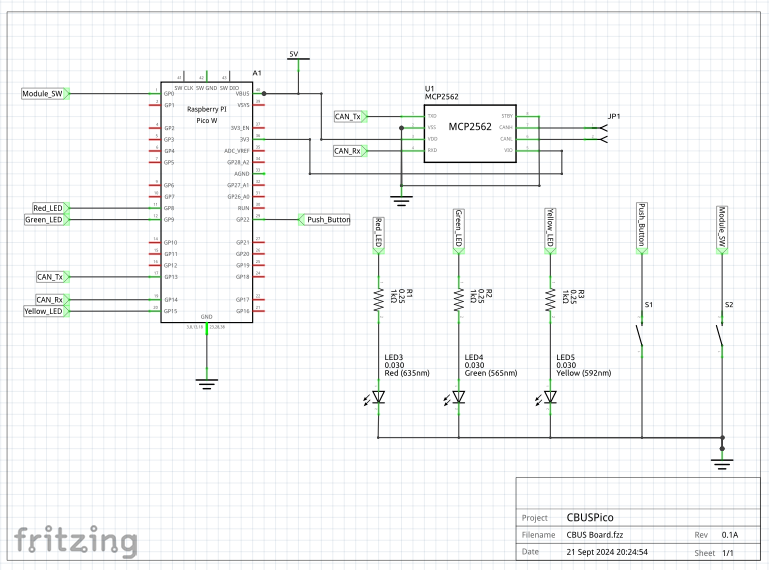 5V
A1
41 42 43
SW CLK SW GND SW DIO
Raspberry PI
Pico W
Module_SW
GP0
GP1
GP2
GP3
GP4
GP5
GP6
GP7
Red_LED
GP8
Green_LED
GP9
GP10
GP11
GP12
CAN_Tx
GP13
CAN_Rx
GP14
Yellow_LED
GP15
VBUS
VSYS
3V3_EN
3V3
ADC_VREF
GP28_A2
AGND
GP27_A1
GP26_A0
RUN
GP22
Push_Button
GP21
GP20
GP19
GP18
GP17
GP16
GND
U1
MCP2562
MCP2562
CAN_Tx
CAN_Rx
TXD
VSS
VDD
RXD
STBY
CANH
CANL
VIO
JP1
Red_LED
Green_LED
Yellow_LED
Push_Button
Module_SW
R1
0.25
1kΩ
R2
0.25
1kΩ
R3
0.25
1kΩ
S1
S2
LED3
0.030
Red (635nm)
LED4
0.030
Green (565nm)
LED5
0.030
Yellow (592nm)
Project CBUSPico
Filename CBUS Board.fzz Rev 0.1A
Date 21 Sept 2024 20:24:54 Sheet 1/1
fritzing